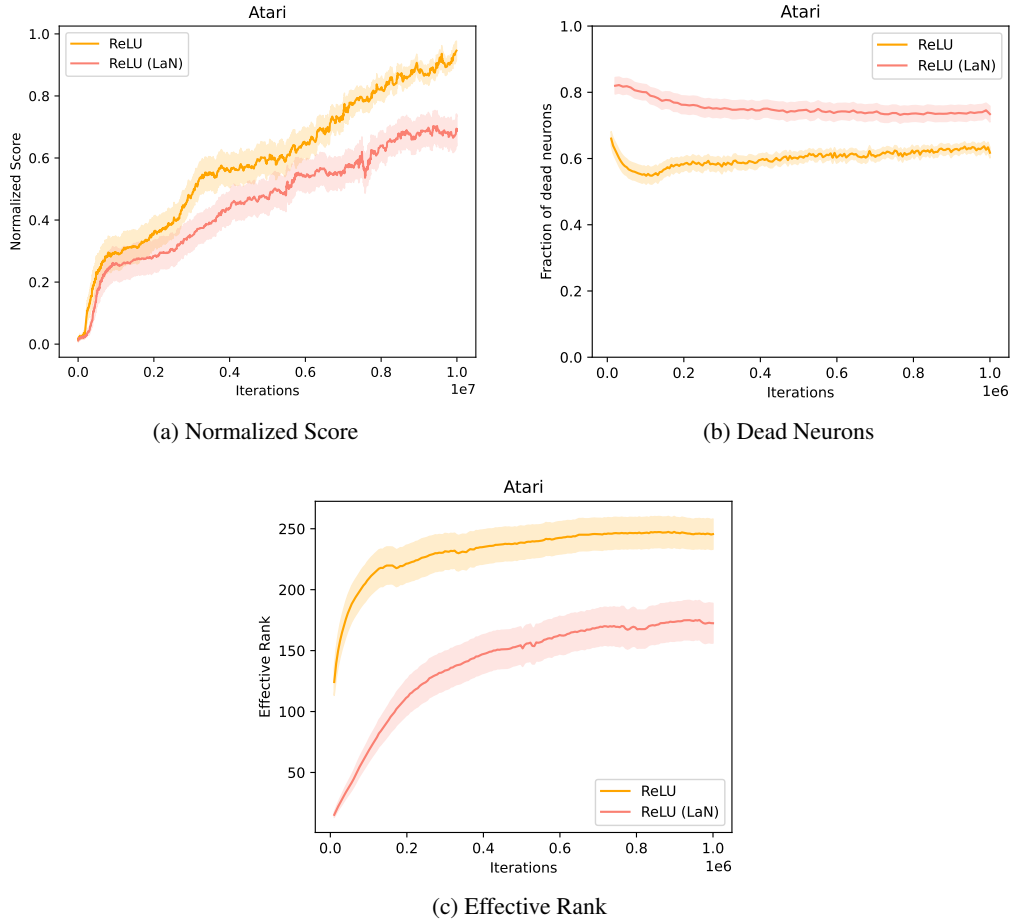 Atari
Normalized Score
1.0
0.8
0.6
0.4
0.2
0.0
ReLU
ReLU (LaN)
0.0 0.2 0.4 0.6 0.8 1.0
1e7
Iterations
(a) Normalized Score
Atari
Fraction of dead neurons
1.0
0.8
0.6
0.4
0.2
0.0
ReLU
ReLU (LaN)
0.0 0.2 0.4 0.6 0.8 1.0
1e6
Iterations
(b) Dead Neurons
Atari
Effective Rank
250
200
150
100
50
ReLU
ReLU (LaN)
0.0 0.2 0.4 0.6 0.8 1.0
1e6
Iterations
(c) Effective Rank